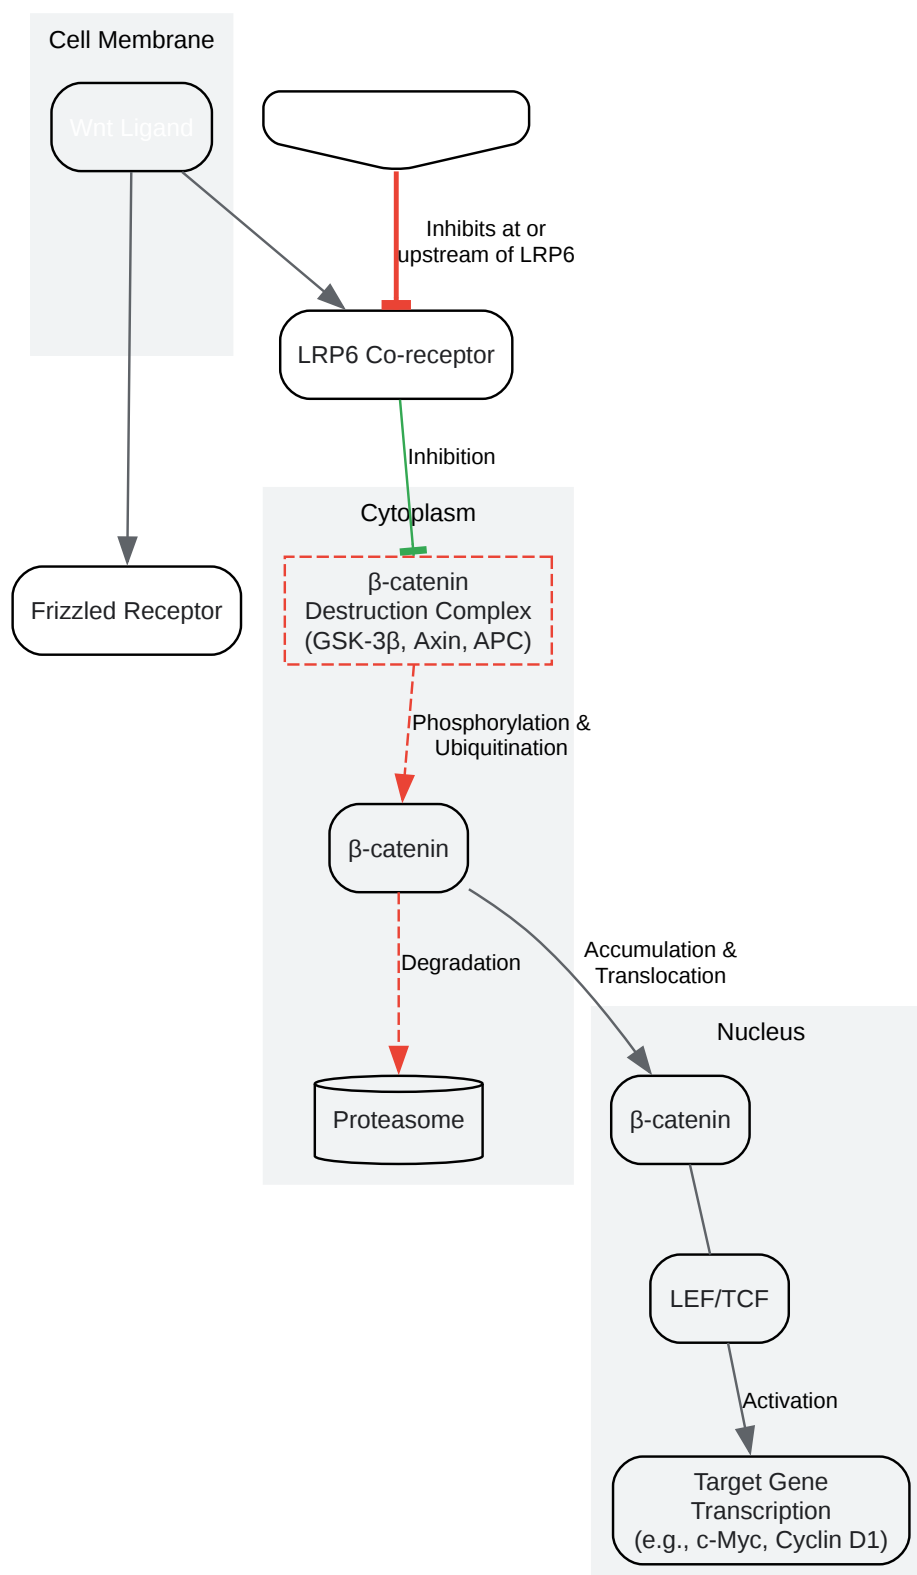 Cell Membrane
Wnt Ligand
Inhibits at or
upstream of LRP6
LRP6 Co-receptor
Inhibition
Cytoplasm
β-catenin
Destruction Complex
(GSK-3β, Axin, APC)
Frizzled Receptor
Phosphorylation &
Ubiquitination
β-catenin
Degradation
Accumulation &
Translocation
Nucleus
Proteasome
β-catenin
LEF/TCF
Activation
Target Gene
Transcription
(e.g., c-Myc, Cyclin D1)